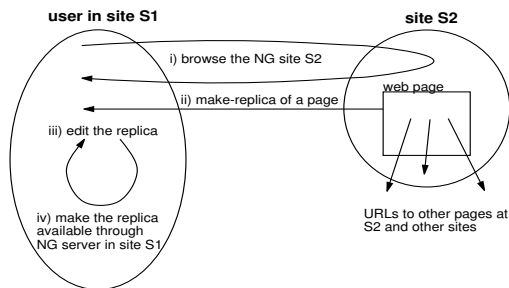 user in site S1
site S2
i) browse the NG site S2
web page
ii) make-replica of a page
iii) edit the replica
iv) make the replica
available through
NG server in site S1
URLs to other pages at
S2 and other sites